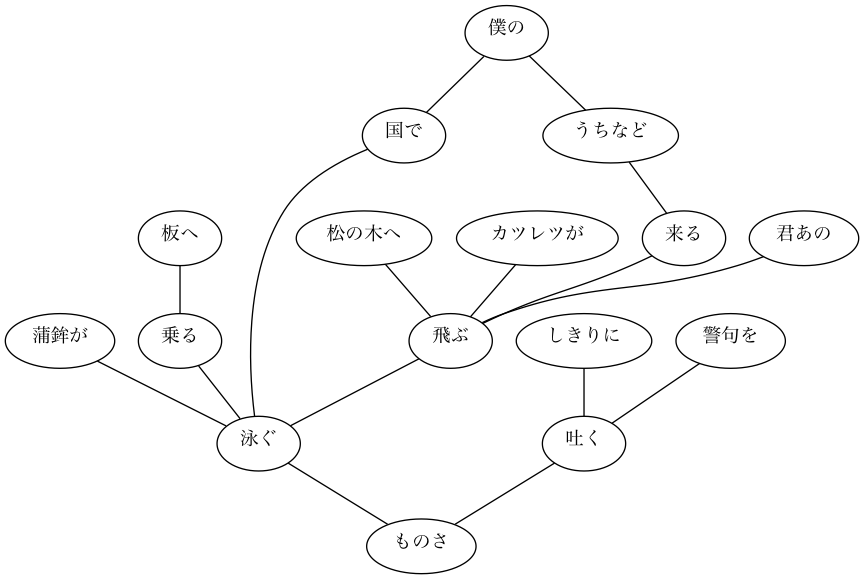 僕の
国で
うちなど
板へ
松の木へ
カツレツが
来る
君あの
蒲鉾が
乗る
飛ぶ
しきりに
警句を
泳ぐ
吐く
ものさ